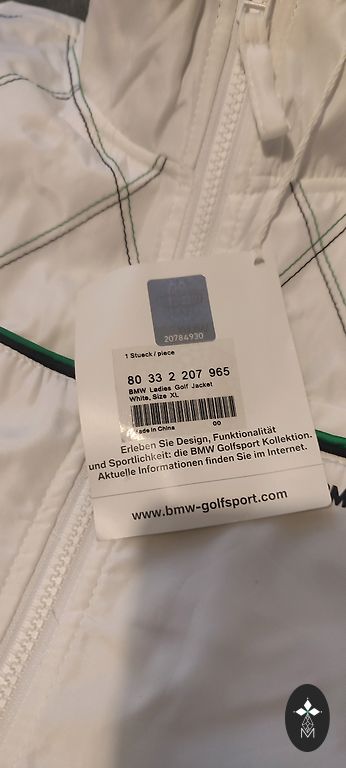 20784930
1 Stueck / piece
80 33 2 207 965
BMW Ladies Golf Jacket
White, Size XL
Made in China 00
Erleben Sie Design, Funktionalität
und Sportlichkeit: die BMW Golfsport Kollektion.
Aktuelle Informationen finden Sie im Internet.
www.bmw-golfsport.com